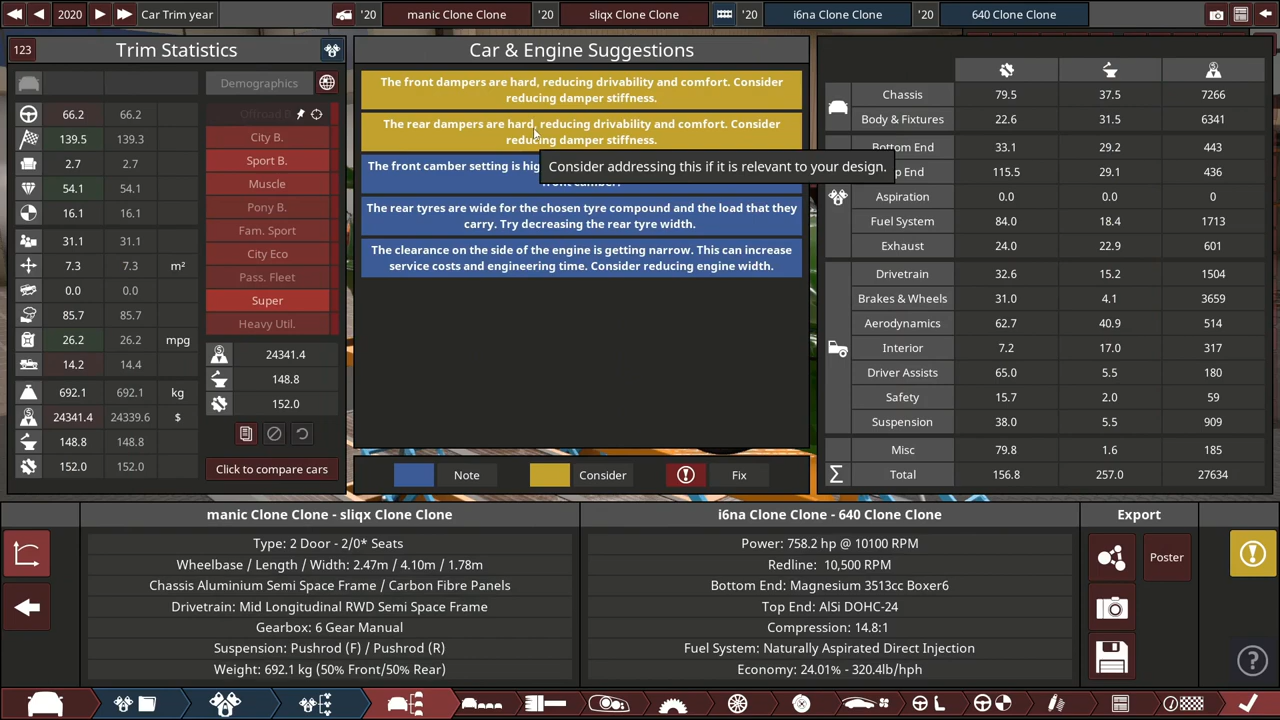 2020
Car Trim year
'20
manic Clone Clone
'20
sliqx Clone Clone
'20
i6na Clone Clone
'20
640 Clone Clone
123
Trim Statistics
Demographics
66.2 66.2
139.5 139.3
2.7 2.7
54.1 54.1
16.1 16.1
31.1 31.1
7.3 7.3 m²
0.0 0.0
85.7 85.7
26.2 26.2 mpg
14.2 14.4
692.1 692.1 kg
24341.4 24339.6 $
148.8 148.8
152.0 152.0
City B.
Sport B.
Muscle
Pony B.
Fam. Sport
City Eco
Pass. Fleet
Super
Heavy Util.
24341.4
148.8
152.0
Click to compare cars
Car & Engine Suggestions
The front dampers are hard, reducing drivability and comfort. Consider
reducing damper stiffness.
The rear dampers are hard, reducing drivability and comfort. Consider
reducing damper stiffness.
The front camber setting is hig
front camber.
Consider addressing this if it is relevant to your design.
The rear tyres are wide for the chosen tyre compound and the load that they
carry. Try decreasing the rear tyre width.
The clearance on the side of the engine is getting narrow. This can increase
service costs and engineering time. Consider reducing engine width.
Note
Consider
Fix
Chassis 79.5 37.5 7266
Body & Fixtures 22.6 31.5 6341
Bottom End 33.1 29.2 443
p End 115.5 29.1 436
Aspiration 0.0 0.0 0
Fuel System 84.0 18.4 1713
Exhaust 24.0 22.9 601
Drivetrain 32.6 15.2 1504
Brakes & Wheels 31.0 4.1 3659
Aerodynamics 62.7 40.9 514
Interior 7.2 17.0 317
Driver Assists 65.0 5.5 180
Safety 15.7 2.0 59
Suspension 38.0 5.5 909
Misc 79.8 1.6 185
Σ Total 156.8 257.0 27634
manic Clone Clone - sliqx Clone Clone
Type: 2 Door - 2/0* Seats
Wheelbase / Length / Width: 2.47m / 4.10m / 1.78m
Chassis Aluminium Semi Space Frame / Carbon Fibre Panels
Drivetrain: Mid Longitudinal RWD Semi Space Frame
Gearbox: 6 Gear Manual
Suspension: Pushrod (F) / Pushrod (R)
Weight: 692.1 kg (50% Front/50% Rear)
i6na Clone Clone - 640 Clone Clone
Power: 758.2 hp @ 10100 RPM
Redline: 10,500 RPM
Bottom End: Magnesium 3513cc Boxer6
Top End: AlSi DOHC-24
Compression: 14.8:1
Fuel System: Naturally Aspirated Direct Injection
Economy: 24.01% - 320.4lb/hph
Export
Poster